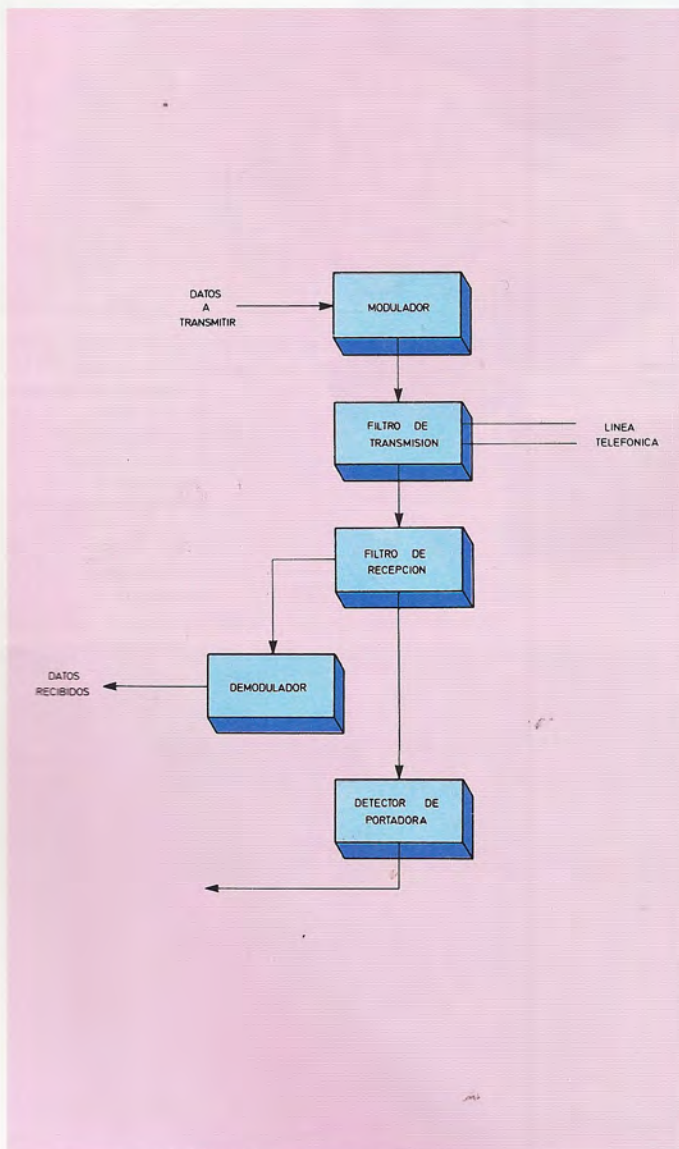 DATOS
A
TRANSMITIR
MODULADOR
FILTRO DE
TRANSMISION
LINEA
TELEFONICA
FILTRO DE
RECEPCION
DATOS
RECIBIDOS
DEMODULADOR
DETECTOR DE
PORTADORA